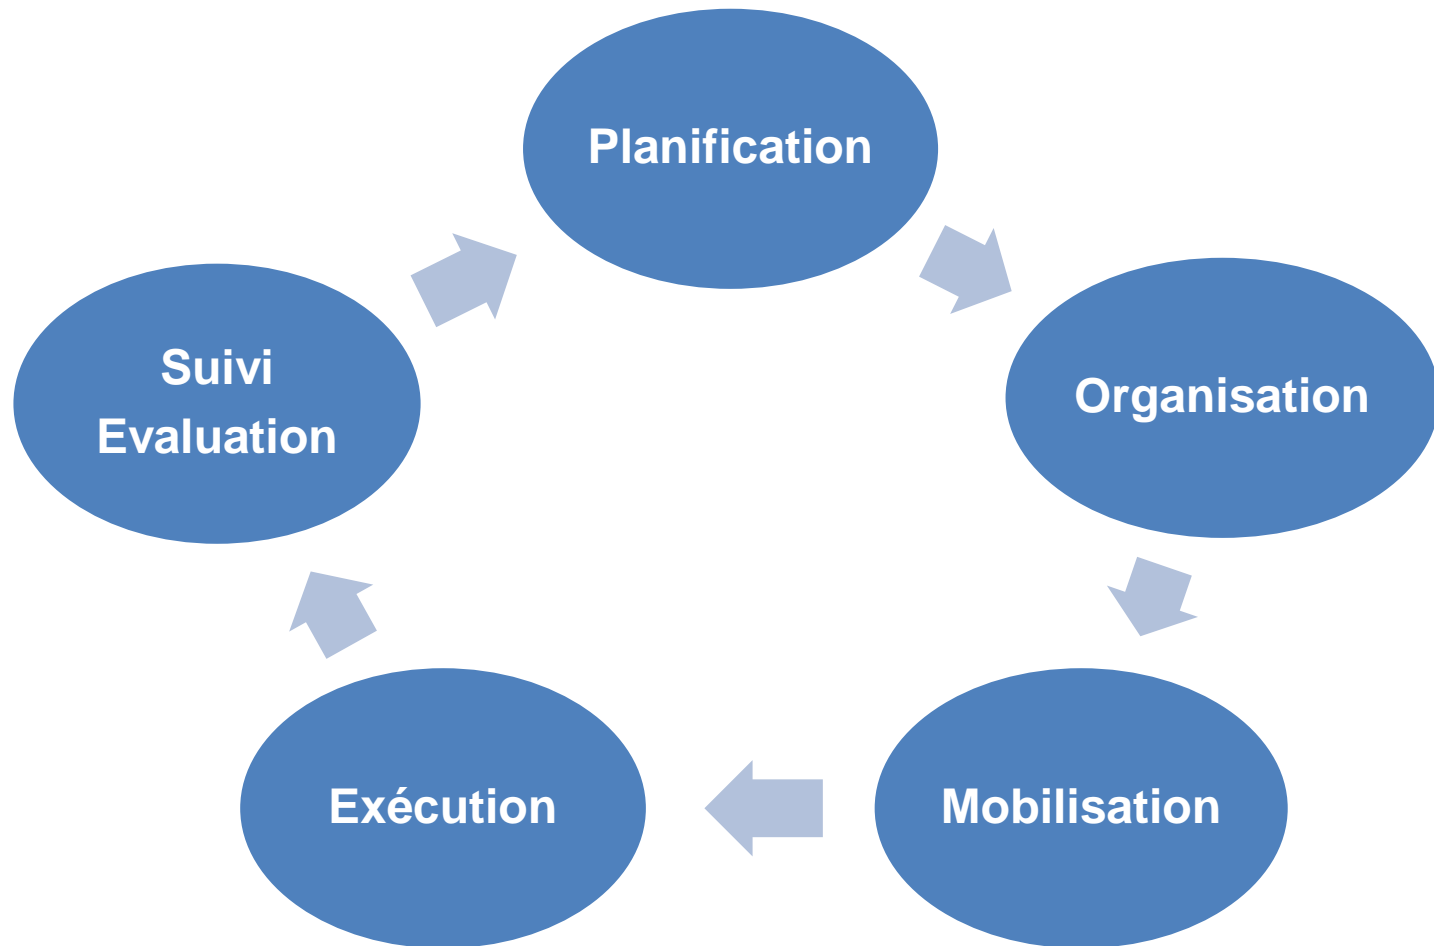 Planification
Organisation
Mobilisation
Exécution
Suivi
Evaluation